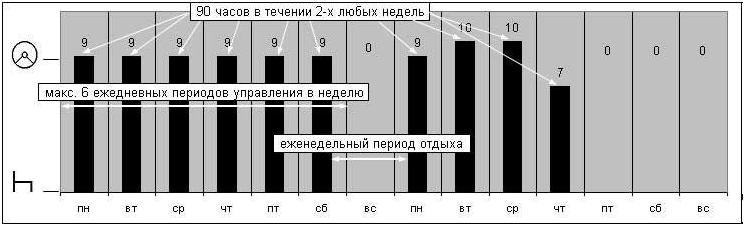 90 часов в течении 2-х любых недель
9 9 9 9 9 9 0 9 10 10 7 0 0 0
макс. 6 ежедневных периодов управления в неделю
еженедельный период отдыха
пн вт ср чт пт сб вс пн вт ср чт пт сб вс